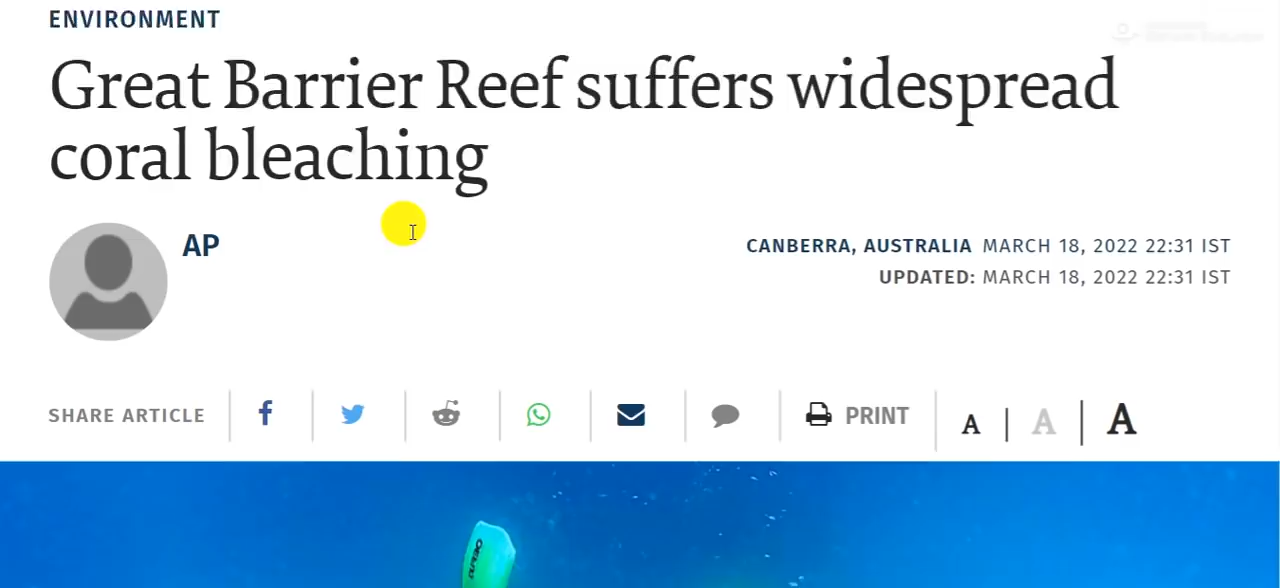 ENVIRONMENT
Great Barrier Reef suffers widespread
coral bleaching
AP
CANBERRA, AUSTRALIA MARCH 18, 2022 22:31 IST
UPDATED: MARCH 18, 2022 22:31 IST
SHARE ARTICLE PRINT A | A | A